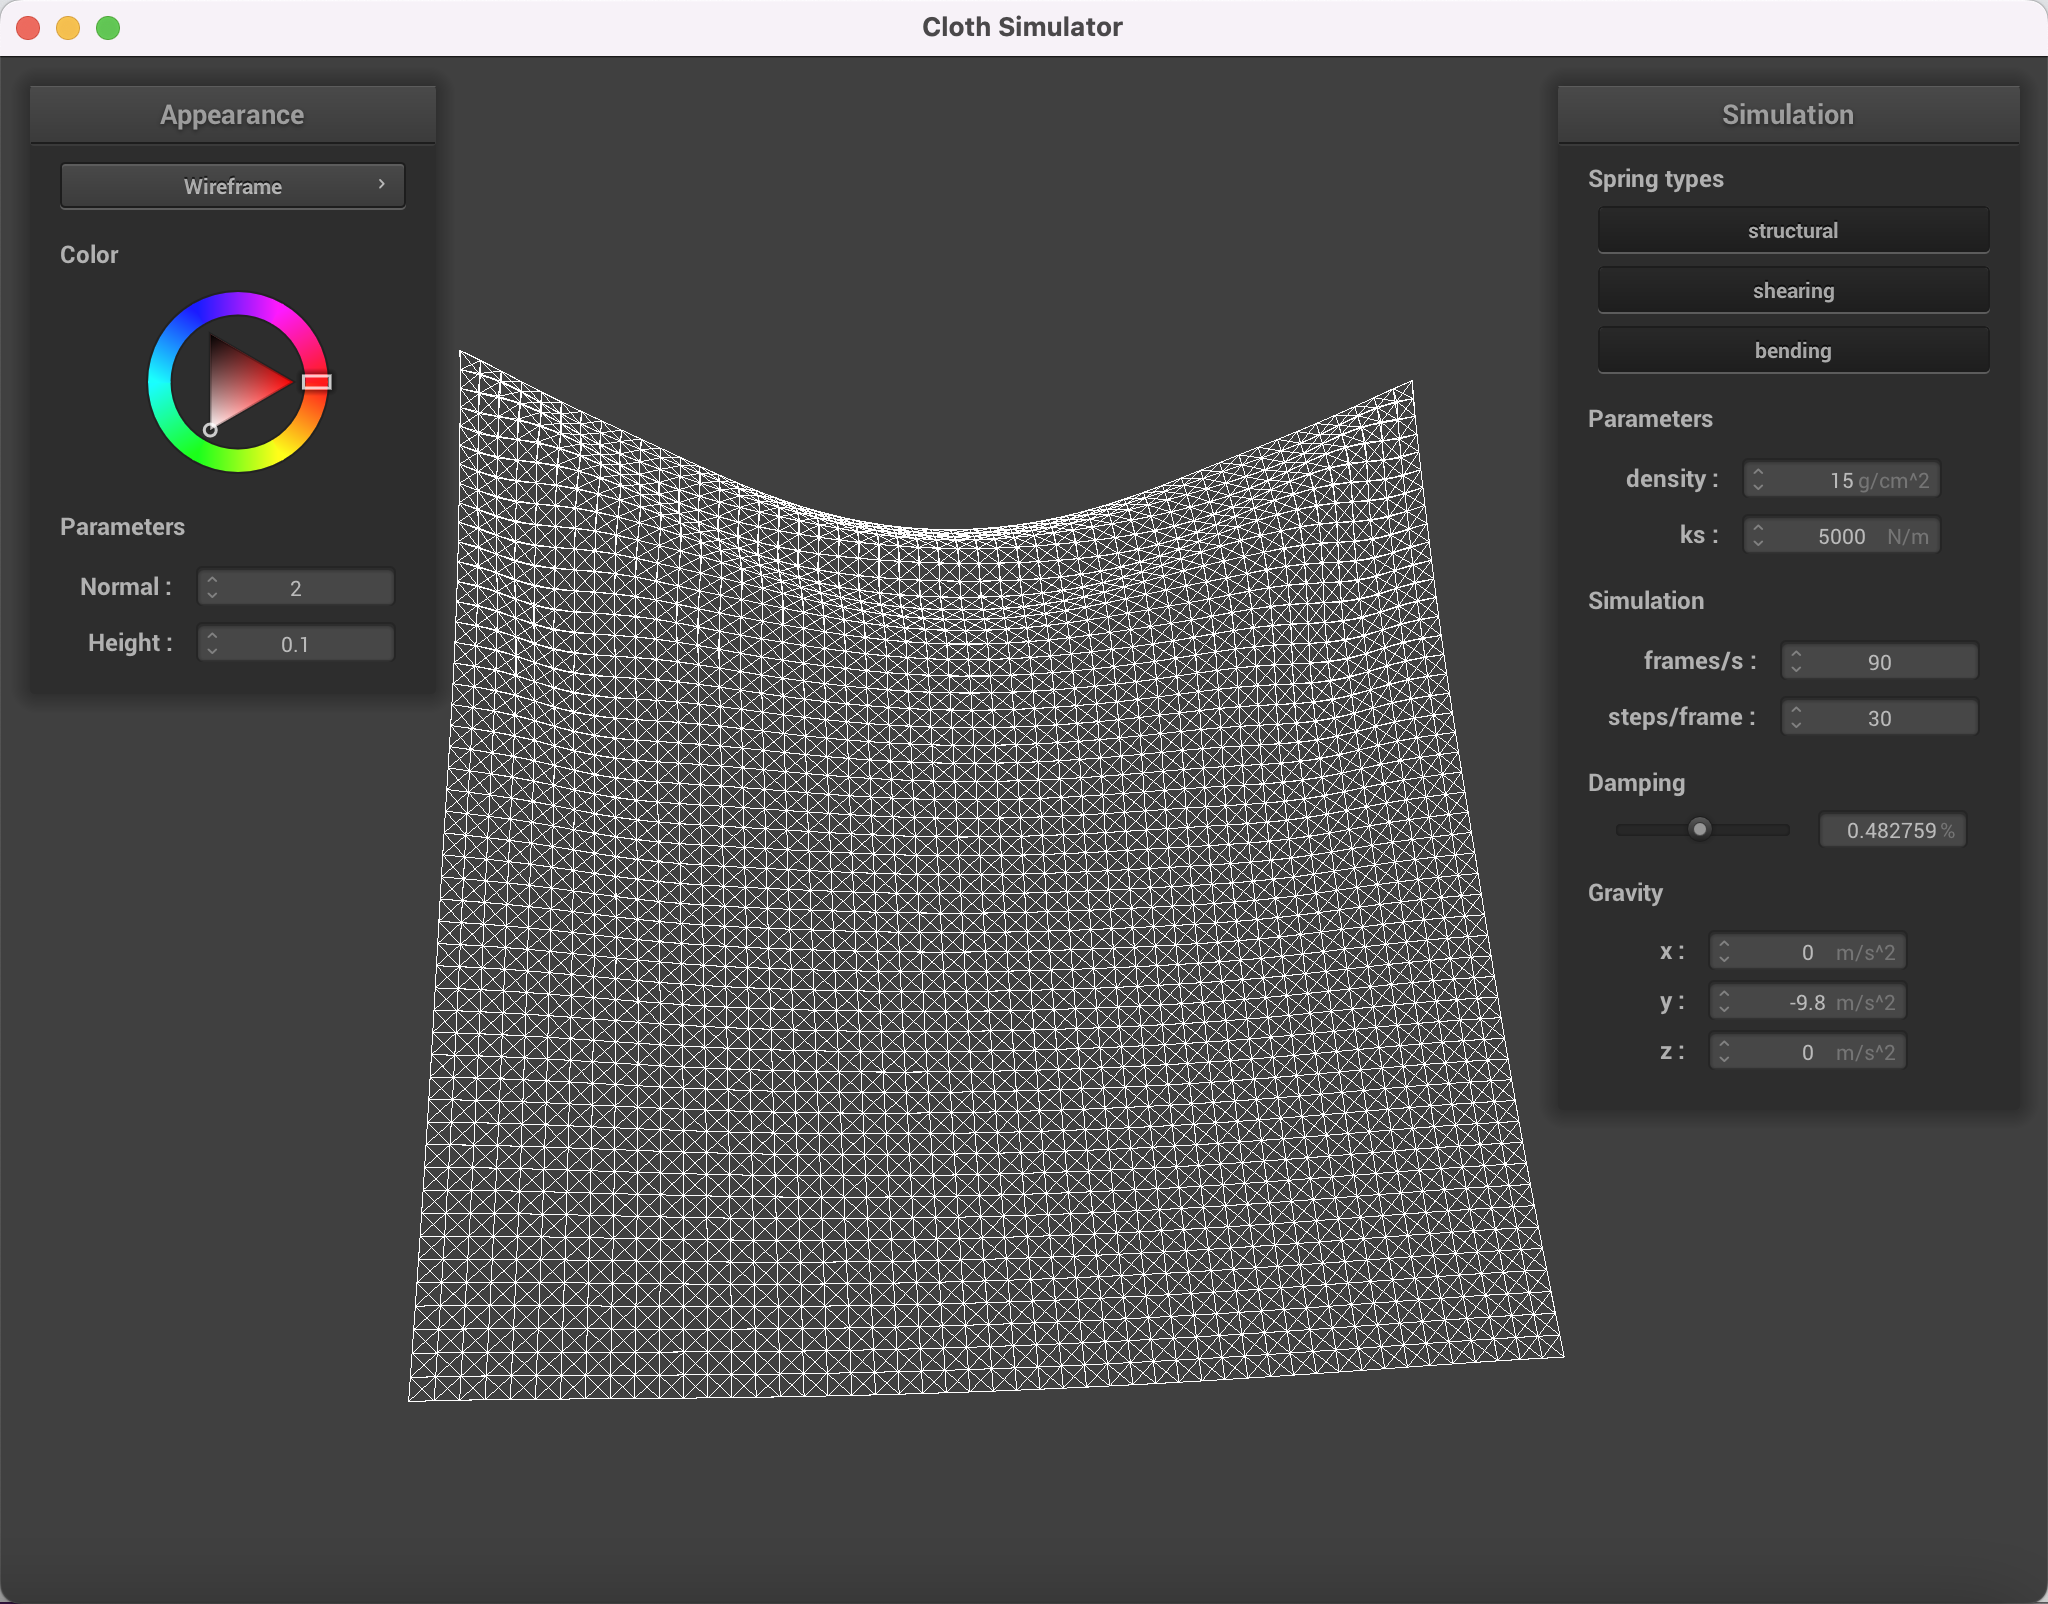 Cloth Simulator
Appearance
Wireframe
Color
Parameters
Normal : 2
Height : 0.1
Simulation
Spring types
structural
shearing
bending
Parameters
density : 15 g/cm^2
ks : 5000 N/m
Simulation
frames/s : 90
steps/frame : 30
Damping
0.482759 %
Gravity
x : 0 m/s^2
y : -9.8 m/s^2
z : 0 m/s^2